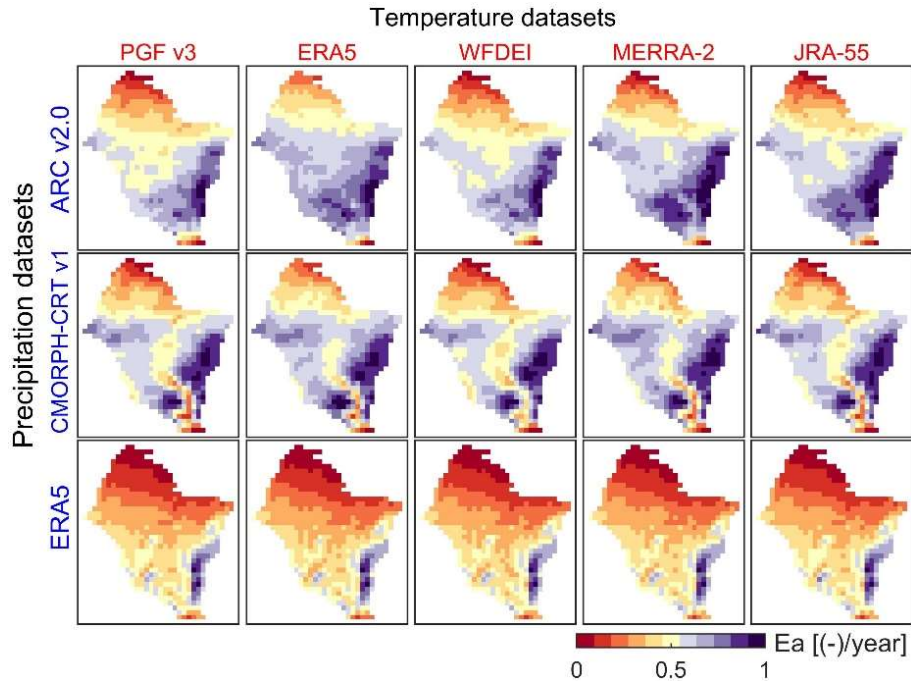 Temperature datasets
PGF v3 ERA5 WFDEI MERRA-2 JRA-55
Precipitation datasets
ARC v2.0
CMORPH-CRT v1
ERA5
Ea [(-)/year]
0 0.5 1